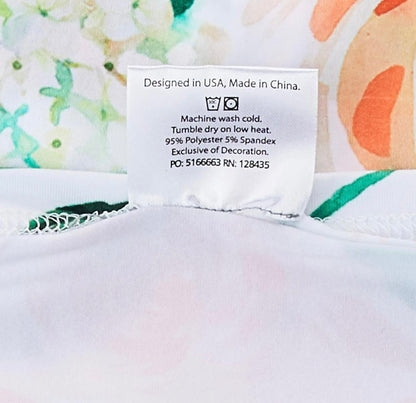 Designed in USA, Made in China.
Machine wash cold.
Tumble dry on low heat.
95% Polyester 5% Spandex
Exclusive of Decoration.
PO: 5166663 RN: 128435